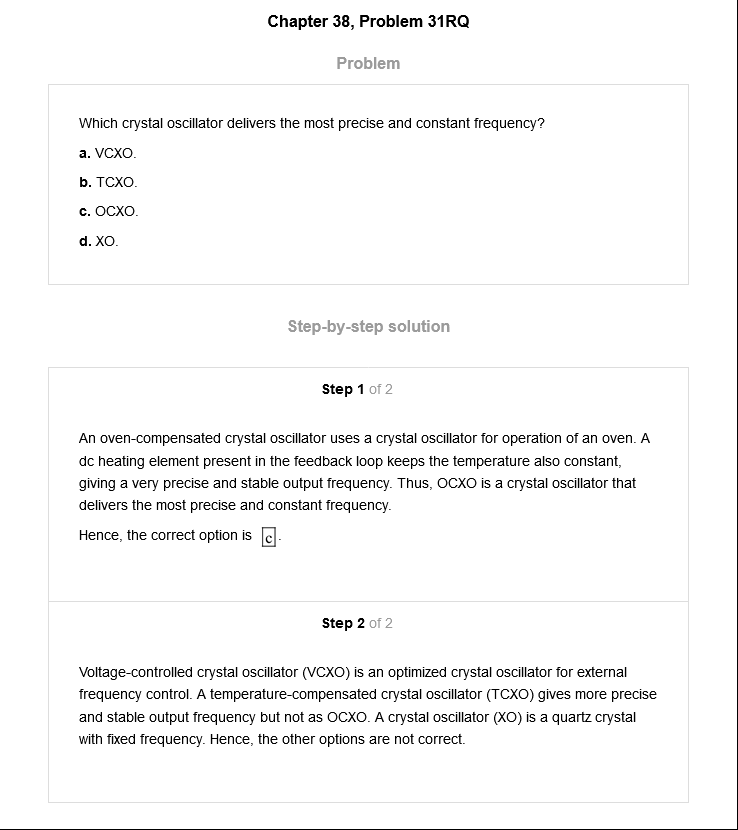 Chapter 38, Problem 31RQ
Problem
Which crystal oscillator delivers the most precise and constant frequency?
a. VCXO.
b. TCXO.
c. OCXO.
d. XO.
Step-by-step solution
Step 1 of 2
An oven-compensated crystal oscillator uses a crystal oscillator for operation of an oven. A
dc heating element present in the feedback loop keeps the temperature also constant,
giving a very precise and stable output frequency. Thus, OCXO is a crystal oscillator that
delivers the most precise and constant frequency.
Hence, the correct option is c.
Step 2 of 2
Voltage-controlled crystal oscillator (VCXO) is an optimized crystal oscillator for external
frequency control. A temperature-compensated crystal oscillator (TCXO) gives more precise
and stable output frequency but not as OCXO. A crystal oscillator (XO) is a quartz crystal
with fixed frequency. Hence, the other options are not correct.